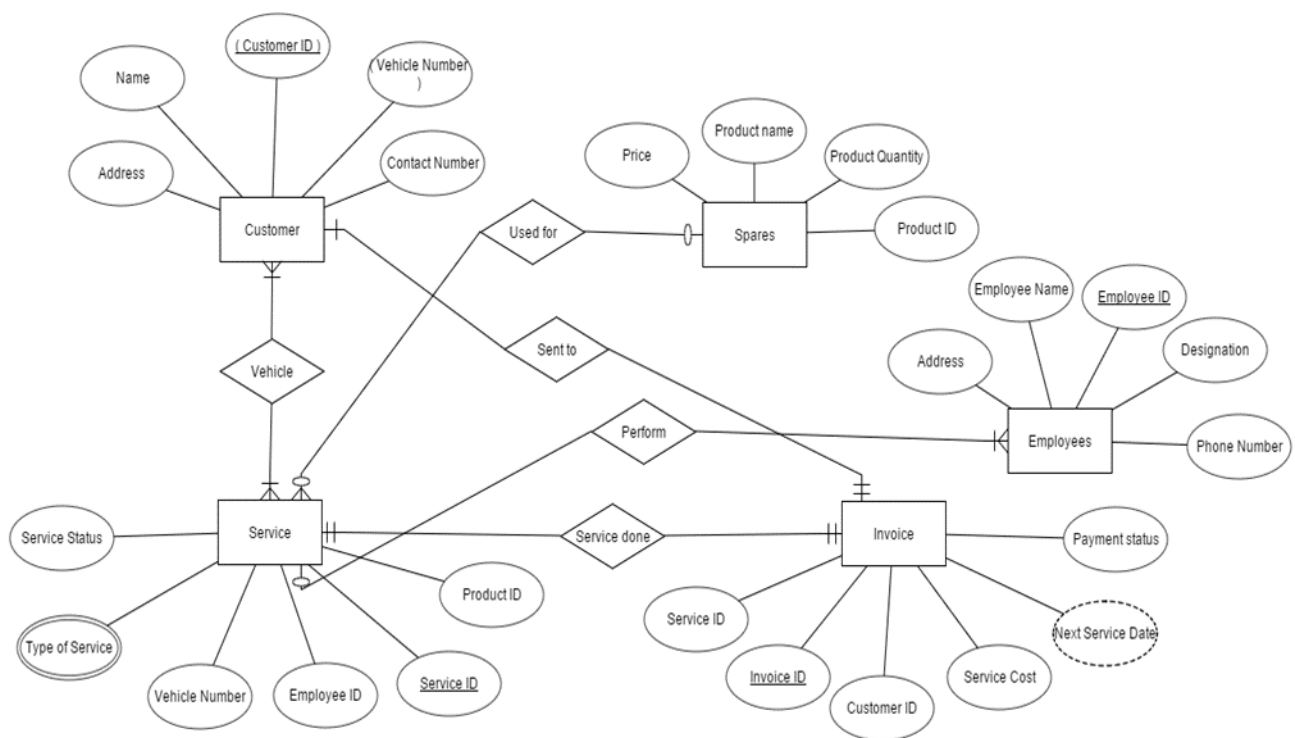 ( Customer ID )
Name
( Vehicle Number
)
Address
Contact Number
Customer
Product name
Price
Product Quantity
Used for
Spares
Product ID
Employee Name
Employee ID
Address
Designation
Sent to
Vehicle
Perform
Employees
Phone Number
Service Status
Service
Service done
Invoice
Payment status
Product ID
Service ID
Next Service Date
Type of Service
Vehicle Number
Employee ID
Service ID
Invoice ID
Customer ID
Service Cost